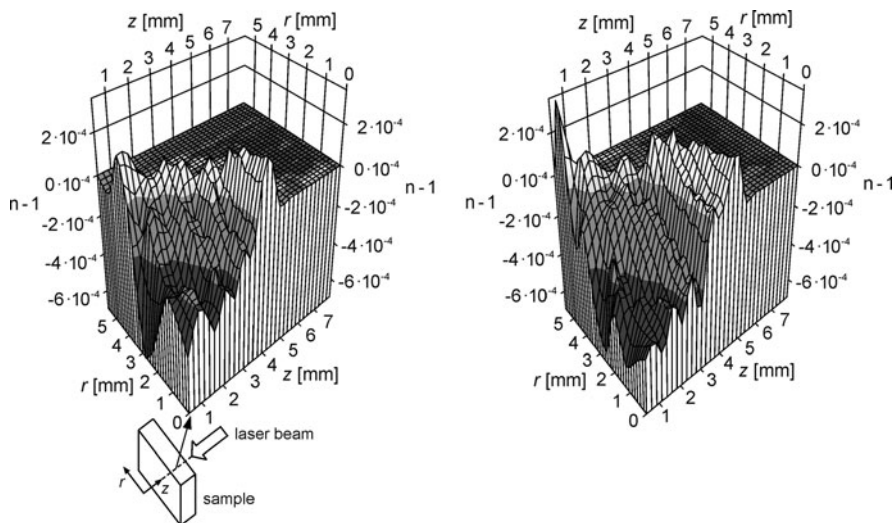 z [mm]
r [mm]
1 2 3 4 5 6 7
5 4 3 2 1 0
2·10⁻⁴
0·10⁻⁴
n - 1
-2·10⁻⁴
-4·10⁻⁴
-6·10⁻⁴
2·10⁻⁴
0·10⁻⁴
n - 1
-2·10⁻⁴
-4·10⁻⁴
-6·10⁻⁴
5 4 3 2 1 0
r [mm]
1 2 3 4 5 6 7
z [mm]
laser beam
r
z
sample
z [mm]
r [mm]
1 2 3 4 5 6 7
5 4 3 2 1 0
2·10⁻⁴
0·10⁻⁴
n - 1
-2·10⁻⁴
-4·10⁻⁴
-6·10⁻⁴
2·10⁻⁴
0·10⁻⁴
n - 1
-2·10⁻⁴
-4·10⁻⁴
-6·10⁻⁴
5 4 3 2 1 0
r [mm]
1 2 3 4 5 6 7
z [mm]